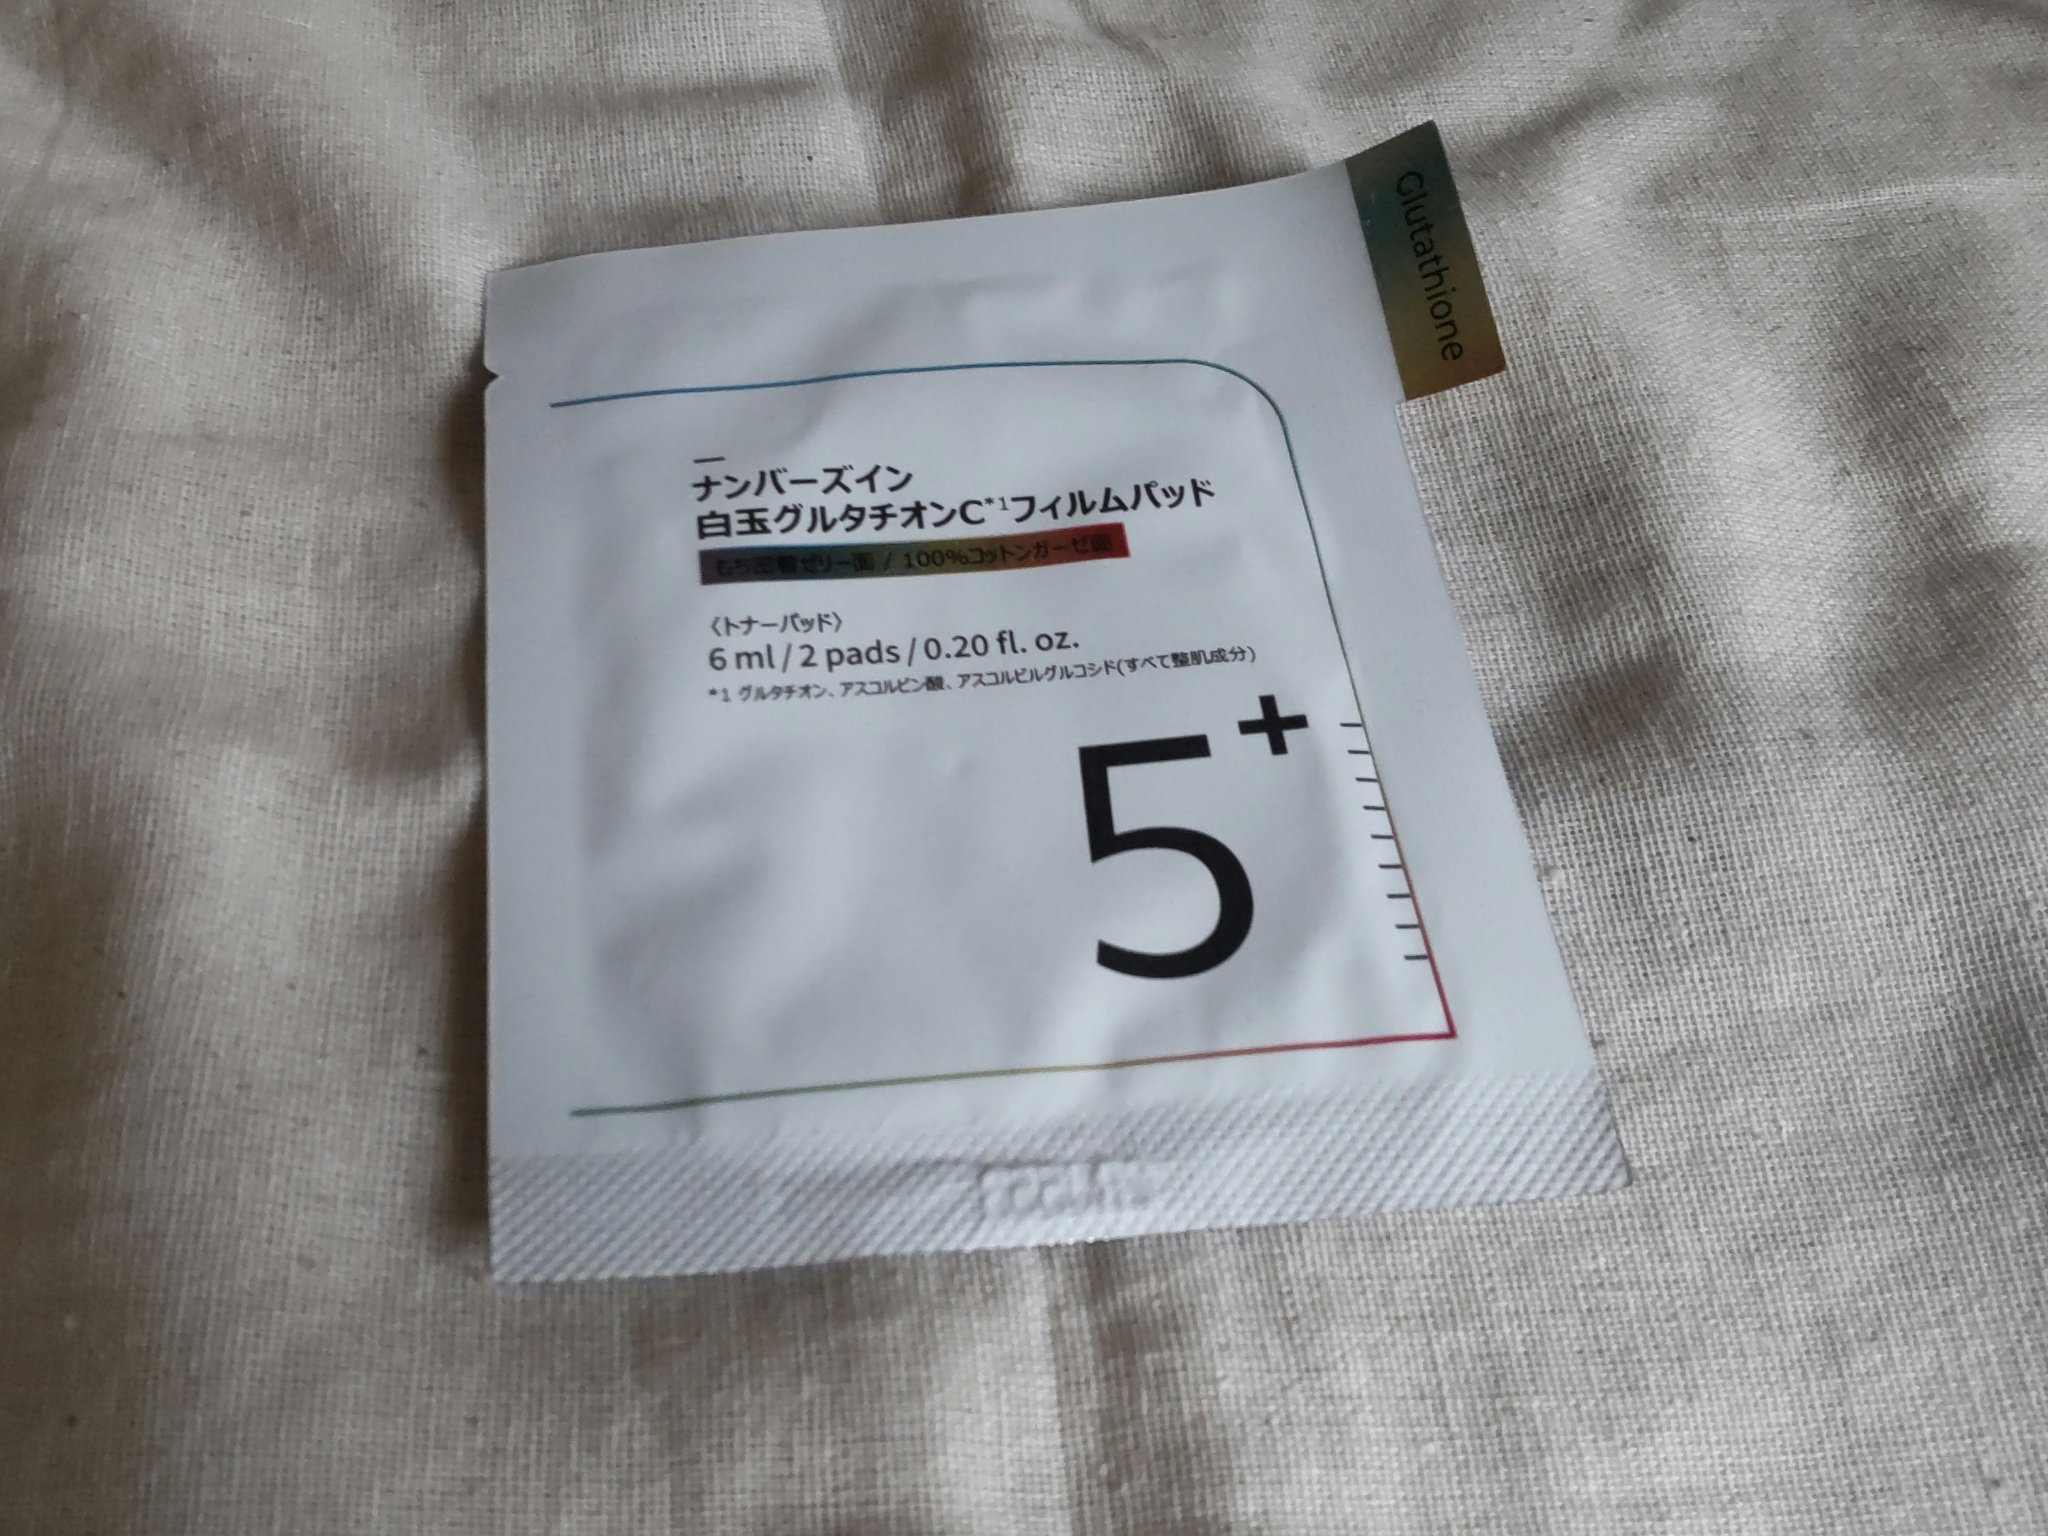 Glutathione
ナンバーズイン
白玉グルタチオンC*1フィルムパッド
もち密着ゼリー面 / 100%コットンガーゼ面
〈トナーパッド〉
6 ml / 2 pads / 0.20 fl. oz.
*1 グルタチオン、アスコルビン酸、アスコルビルグルコシド(すべて整肌成分)
5+